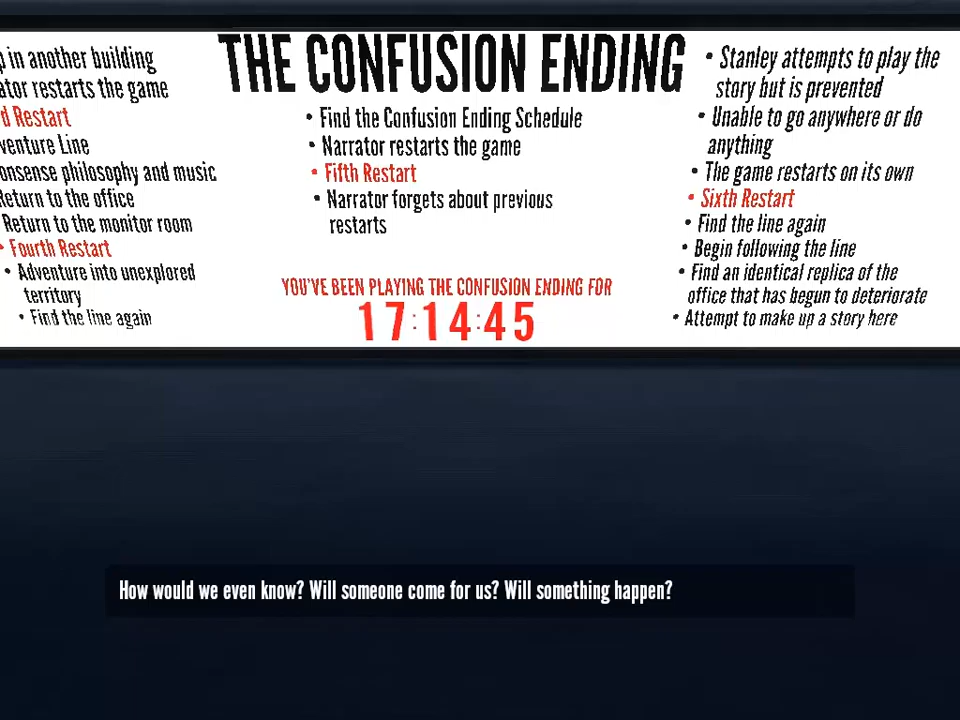 p in another building
ator restarts the game
d Restart
venture Line
onsense philosophy and music
Return to the office
Return to the monitor room
• Fourth Restart
• Adventure into unexplored
territory
• Find the line again
THE CONFUSION ENDING
• Find the Confusion Ending Schedule
• Narrator restarts the game
• Fifth Restart
• Narrator forgets about previous
restarts
YOU'VE BEEN PLAYING THE CONFUSION ENDING FOR
17:14:45
• Stanley attempts to play the
story but is prevented
• Unable to go anywhere or do
anything
• The game restarts on its own
• Sixth Restart
• Find the line again
• Begin following the line
• Find an identical replica of the
office that has begun to deteriorate
• Attempt to make up a story here
How would we even know? Will someone come for us? Will something happen?